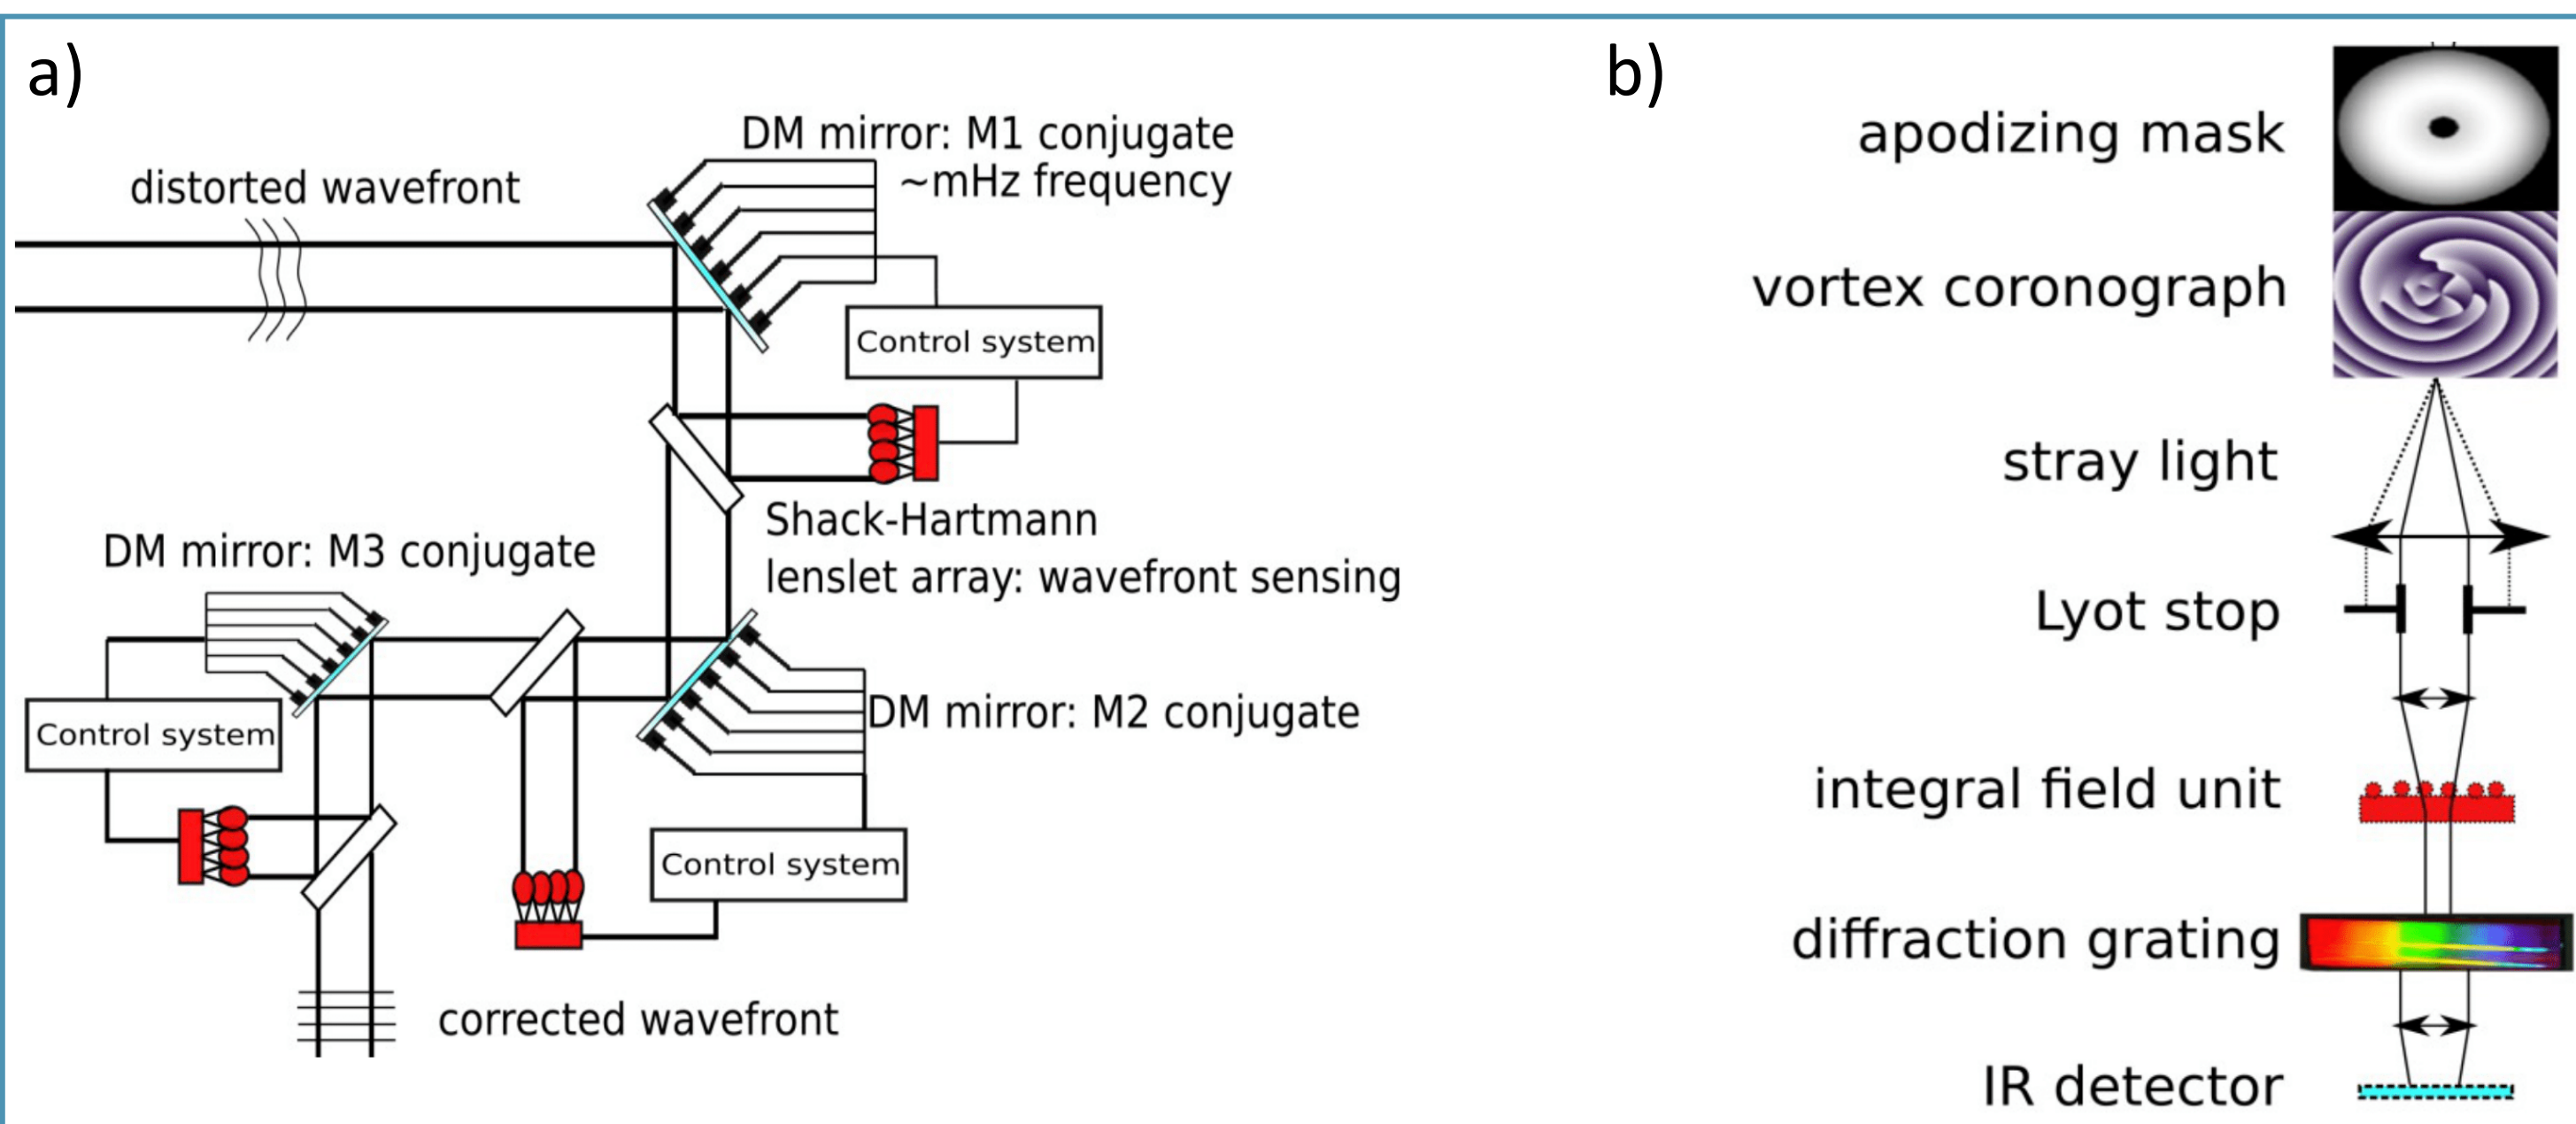 a)
DM mirror: M1 conjugate
~mHz frequency
distorted wavefront
Control system
Shack-Hartmann
lenslet array: wavefront sensing
DM mirror: M3 conjugate
DM mirror: M2 conjugate
Control system
Control system
corrected wavefront
b)
apodizing mask
vortex coronograph
stray light
Lyot stop
integral field unit
diffraction grating
IR detector